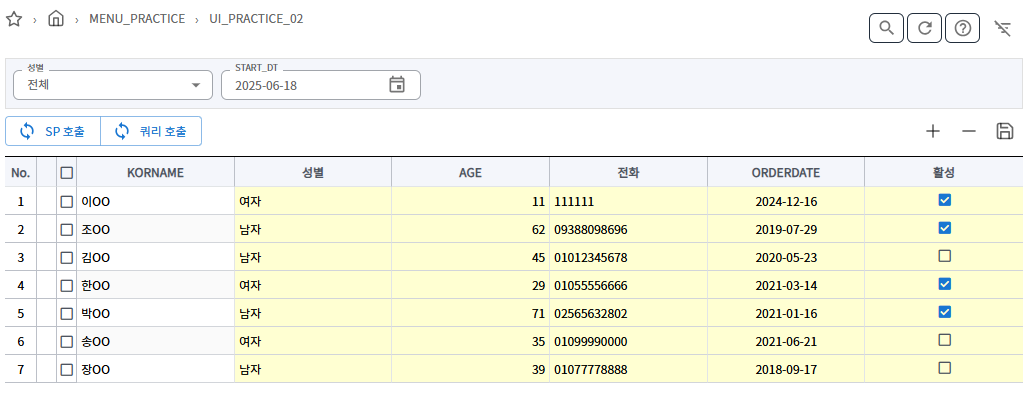 › MENU_PRACTICE › UI_PRACTICE_02
성별 START_DT
전체 2025-06-18
SP 호출 쿼리 호출
No. KORNAME 성별 AGE 전화 ORDERDATE 활성
1 이OO 여자 11 111111 2024-12-16
2 조OO 남자 62 09388098696 2019-07-29
3 김OO 남자 45 01012345678 2020-05-23
4 한OO 여자 29 01055556666 2021-03-14
5 박OO 남자 71 02565632802 2021-01-16
6 송OO 여자 35 01099990000 2021-06-21
7 장OO 남자 39 01077778888 2018-09-17